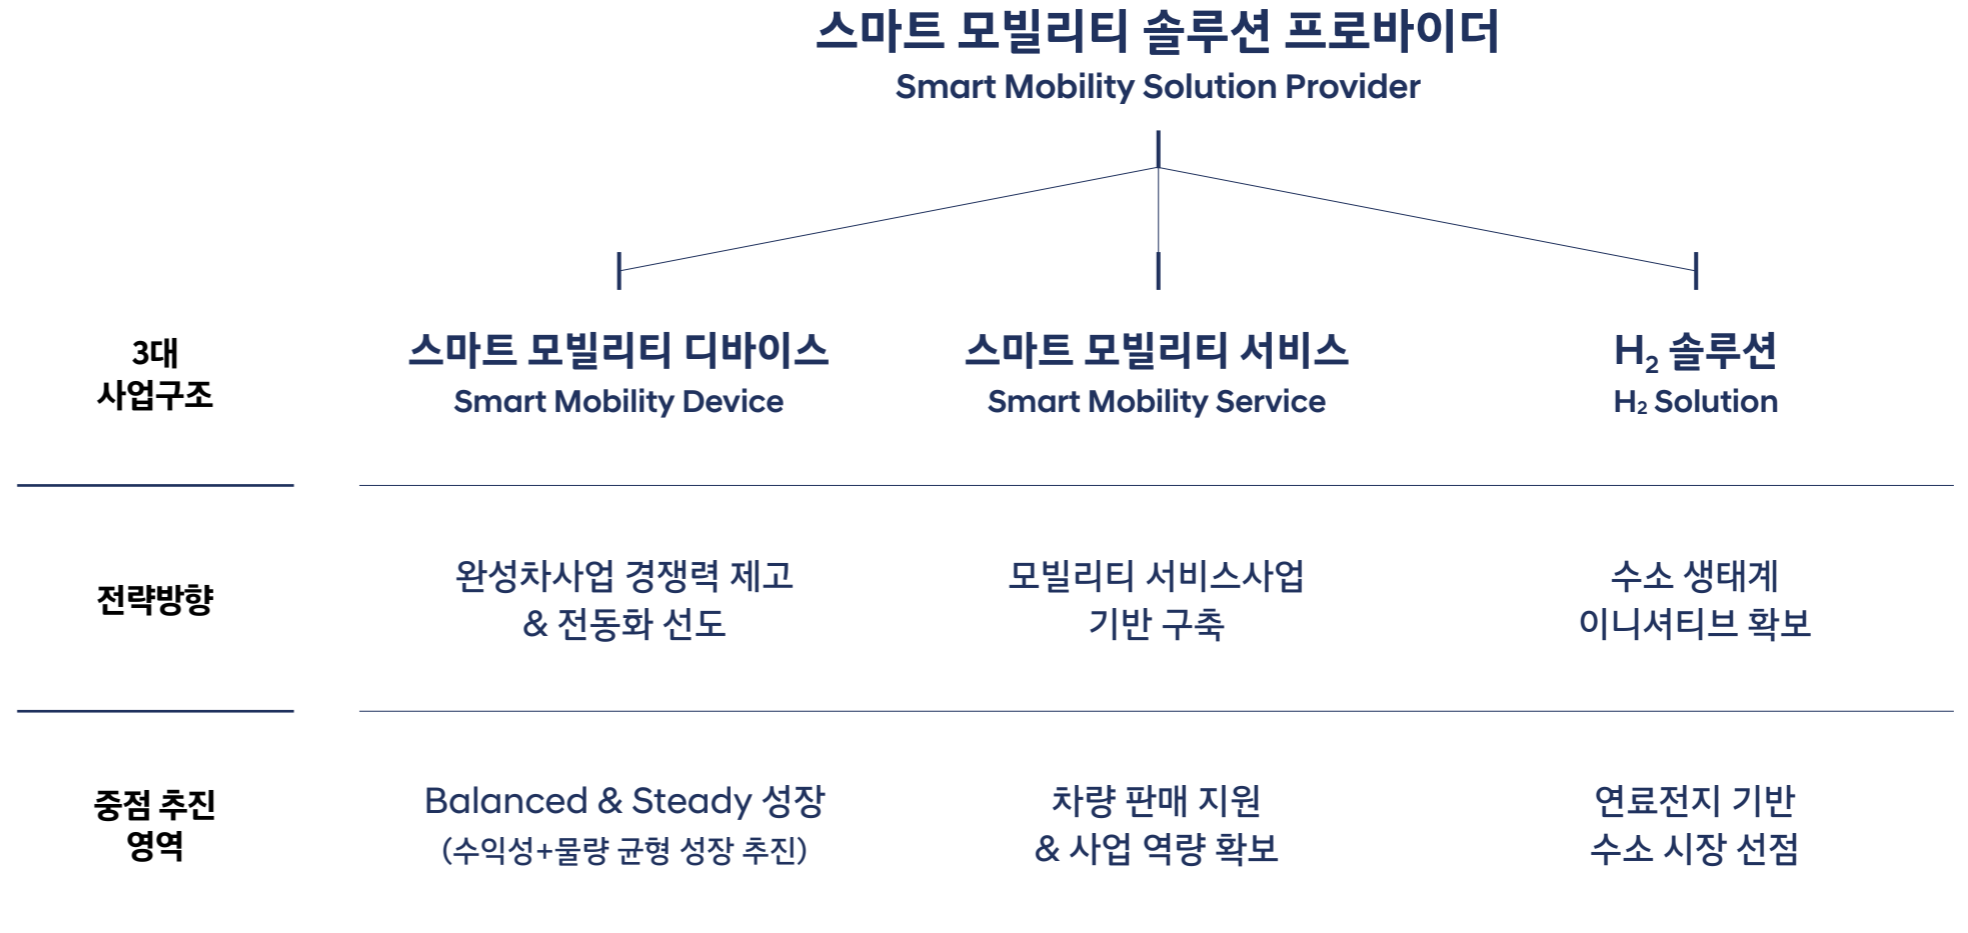 스마트 모빌리티 솔루션 프로바이더
Smart Mobility Solution Provider
3대
사업구조
스마트 모빌리티 디바이스
Smart Mobility Device
스마트 모빌리티 서비스
Smart Mobility Service
H₂ 솔루션
H₂ Solution
전략방향
완성차사업 경쟁력 제고
& 전동화 선도
모빌리티 서비스사업
기반 구축
수소 생태계
이니셔티브 확보
중점 추진
영역
Balanced & Steady 성장
(수익성+물량 균형 성장 추진)
차량 판매 지원
& 사업 역량 확보
연료전지 기반
수소 시장 선점